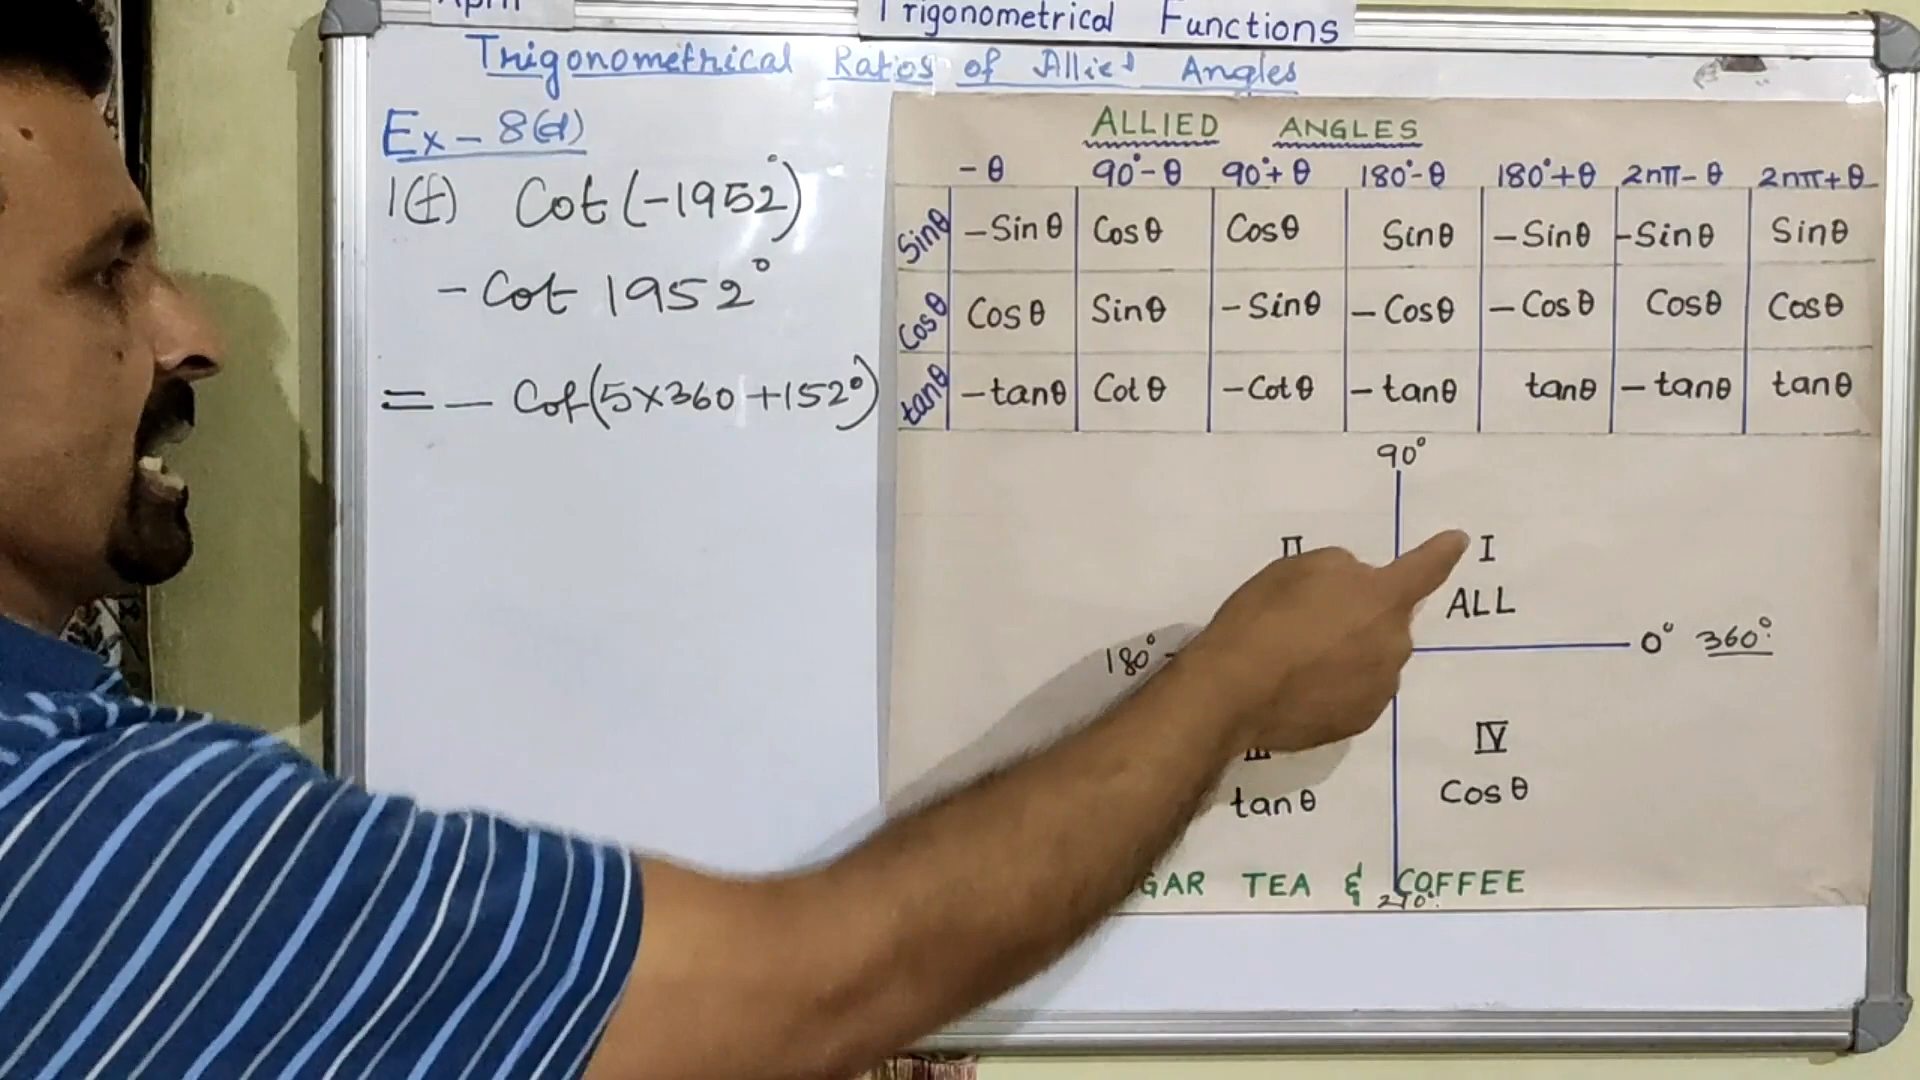 Trigonometrical Functions
Trigonometrical Ratios of Allied Angles
Ex - 8(d)
1(f) Cot(-1952°)
- Cot 1952°
= - Cot(5×360 +152°)
ALLIED ANGLES
-θ 90°-θ 90°+θ 180°-θ 180°+θ 2nπ-θ 2nπ+θ
Sinθ -Sinθ Cosθ Cosθ Sinθ -Sinθ -Sinθ Sinθ
Cosθ Cosθ Sinθ -Sinθ -Cosθ -Cosθ Cosθ Cosθ
tanθ -tanθ Cotθ -Cotθ -tanθ tanθ -tanθ tanθ
90°
II I
ALL
180° 0° 360°
III IV
tanθ Cosθ
TEA & COFFEE
270°